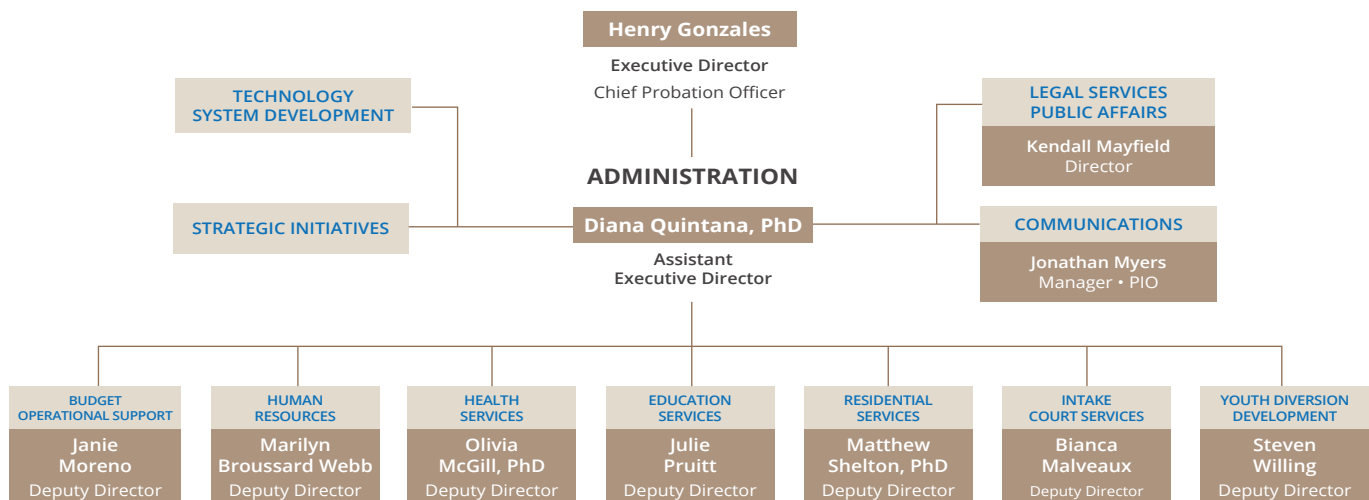 Henry Gonzales
Executive Director
Chief Probation Officer
TECHNOLOGY
SYSTEM DEVELOPMENT
LEGAL SERVICES
PUBLIC AFFAIRS
Kendall Mayfield
Director
ADMINISTRATION
STRATEGIC INITIATIVES
Diana Quintana, PhD
Assistant
Executive Director
COMMUNICATIONS
Jonathan Myers
Manager • PIO
BUDGET
OPERATIONAL SUPPORT
Janie
Moreno
Deputy Director
HUMAN
RESOURCES
Marilyn
Broussard Webb
Deputy Director
HEALTH
SERVICES
Olivia
McGill, PhD
Deputy Director
EDUCATION
SERVICES
Julie
Pruitt
Deputy Director
RESIDENTIAL
SERVICES
Matthew
Shelton, PhD
Deputy Director
INTAKE
COURT SERVICES
Bianca
Malveaux
Deputy Director
YOUTH DIVERSION
DEVELOPMENT
Steven
Willing
Deputy Director